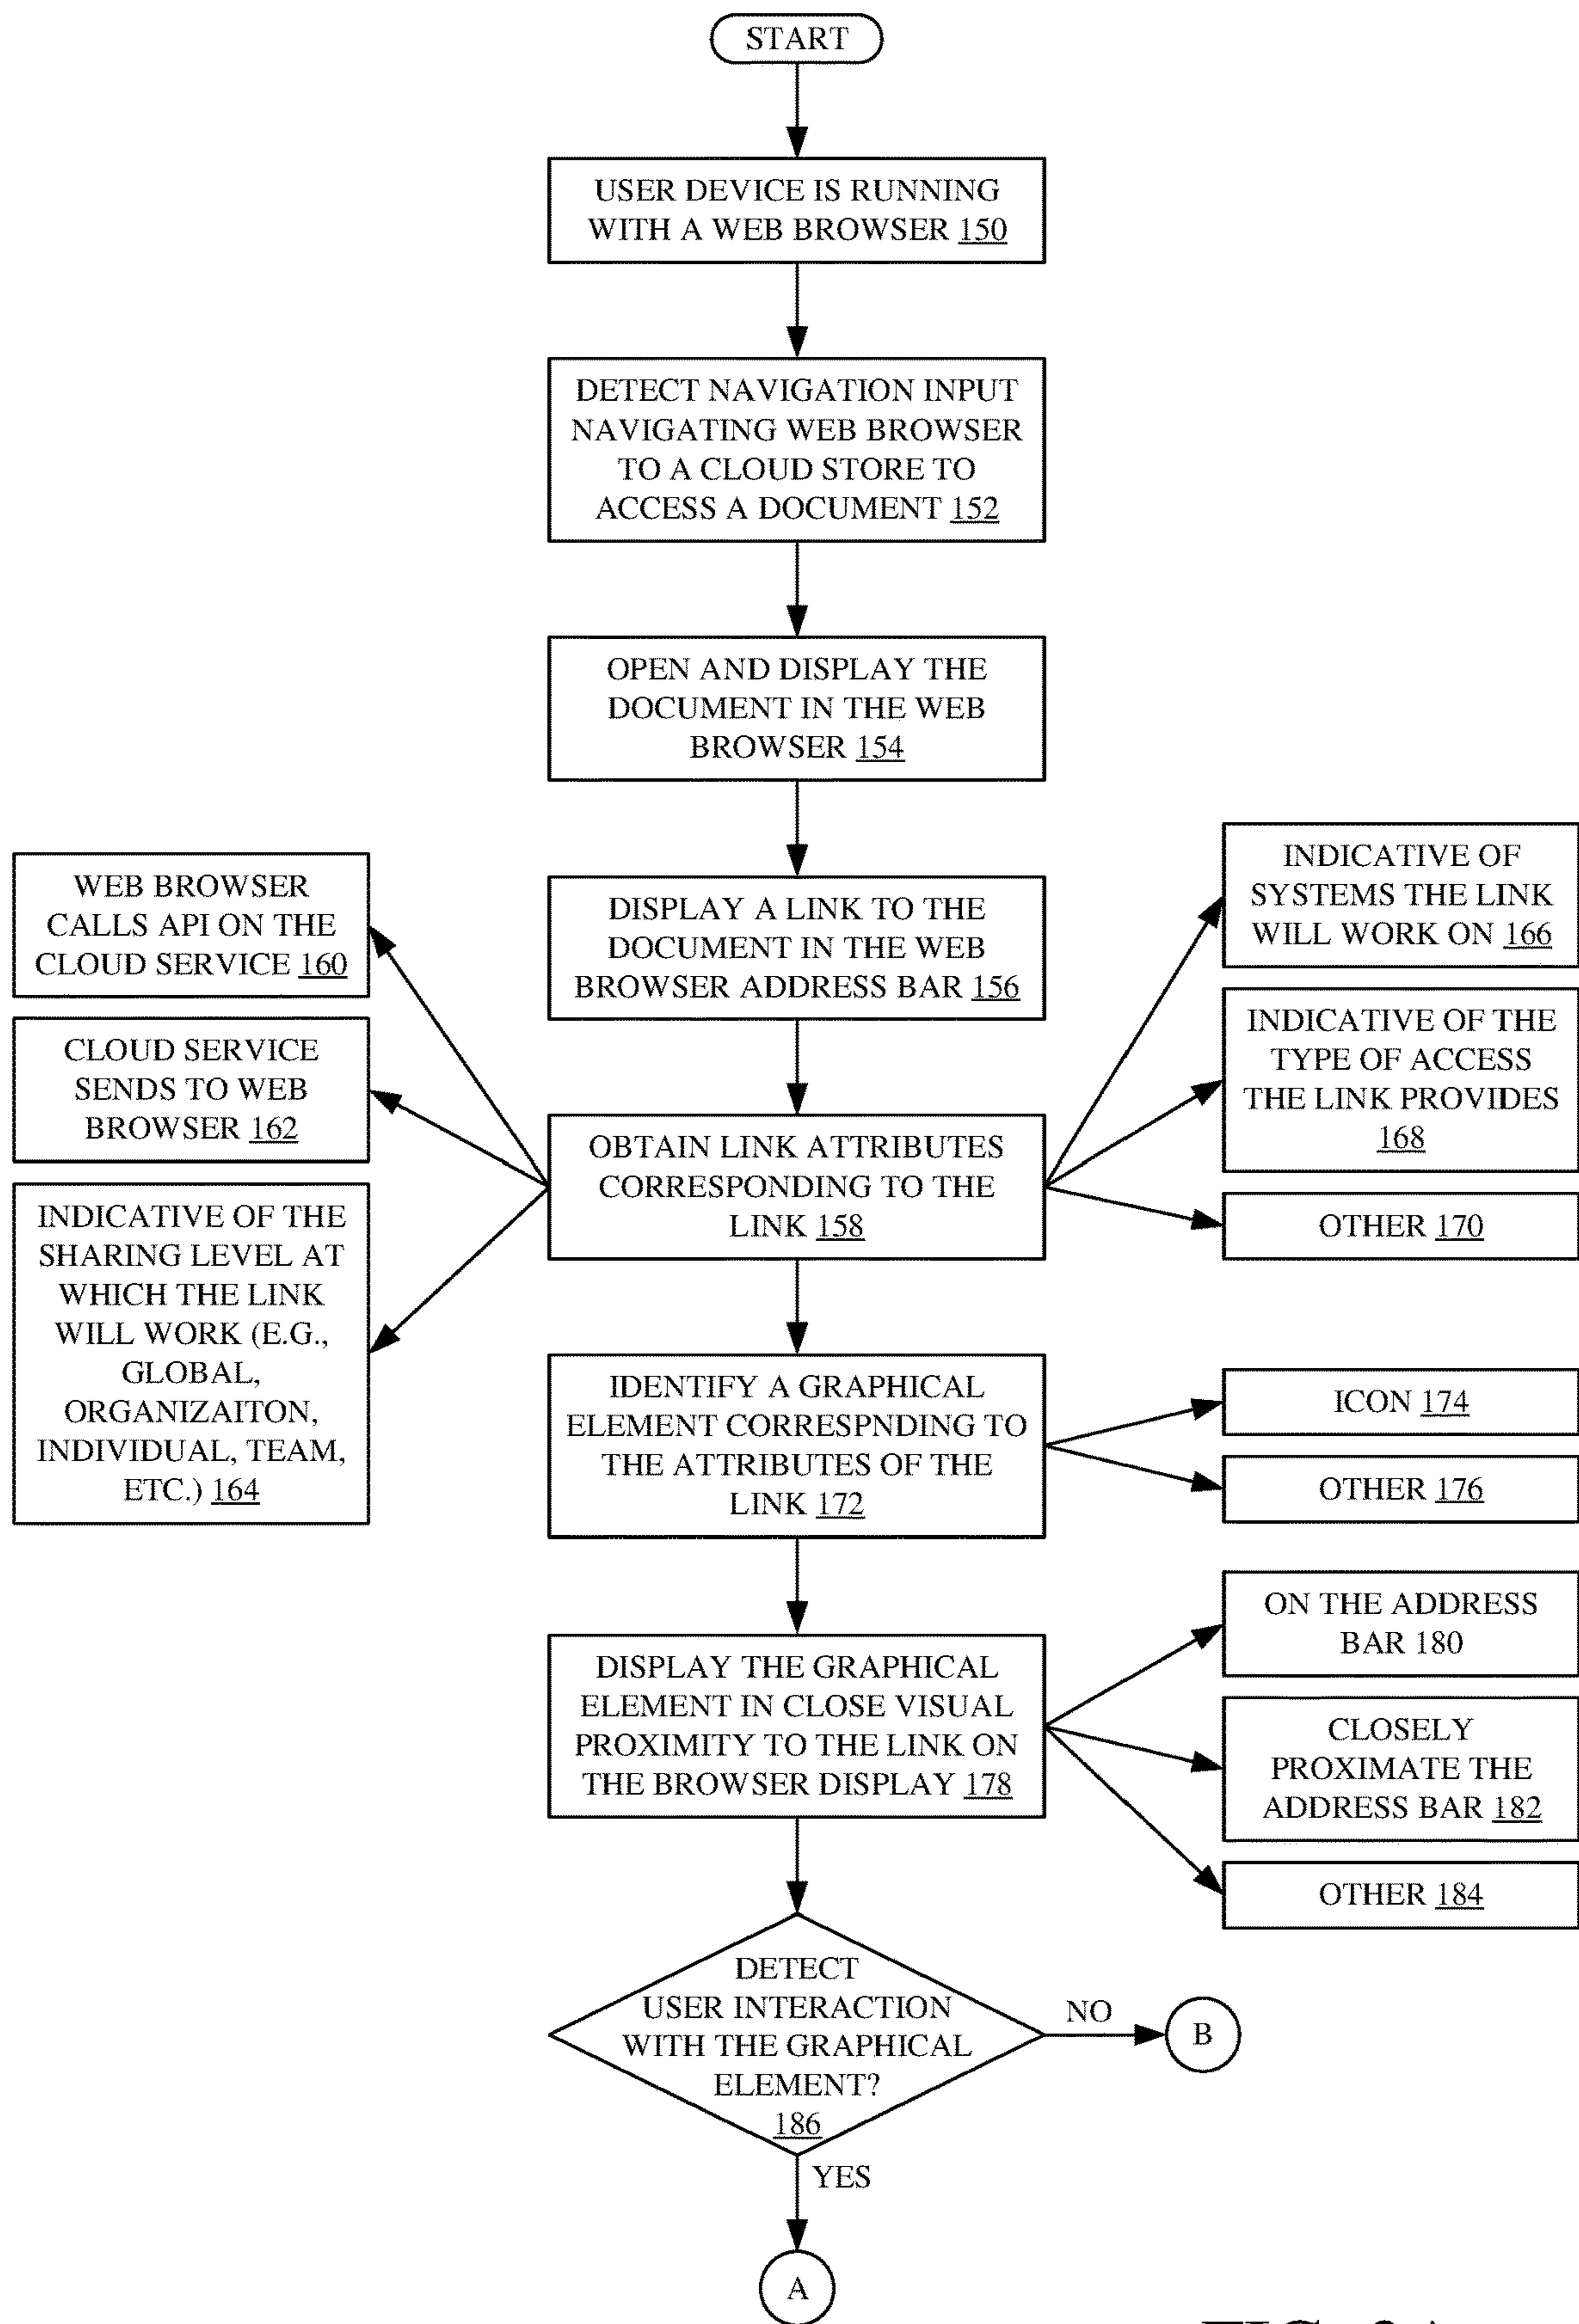 START
USER DEVICE IS RUNNING
WITH A WEB BROWSER 150
DETECT NAVIGATION INPUT
NAVIGATING WEB BROWSER
TO A CLOUD STORE TO
ACCESS A DOCUMENT 152
OPEN AND DISPLAY THE
DOCUMENT IN THE WEB
BROWSER 154
DISPLAY A LINK TO THE
DOCUMENT IN THE WEB
BROWSER ADDRESS BAR 156
WEB BROWSER
CALLS API ON THE
CLOUD SERVICE 160
CLOUD SERVICE
SENDS TO WEB
BROWSER 162
INDICATIVE OF THE
SHARING LEVEL AT
WHICH THE LINK
WILL WORK (E.G.,
GLOBAL,
ORGANIZAITON,
INDIVIDUAL, TEAM,
ETC.) 164
OBTAIN LINK ATTRIBUTES
CORRESPONDING TO THE
LINK 158
INDICATIVE OF
SYSTEMS THE LINK
WILL WORK ON 166
INDICATIVE OF THE
TYPE OF ACCESS
THE LINK PROVIDES
168
OTHER 170
IDENTIFY A GRAPHICAL
ELEMENT CORRESPNDING TO
THE ATTRIBUTES OF THE
LINK 172
ICON 174
OTHER 176
DISPLAY THE GRAPHICAL
ELEMENT IN CLOSE VISUAL
PROXIMITY TO THE LINK ON
THE BROWSER DISPLAY 178
ON THE ADDRESS
BAR 180
CLOSELY
PROXIMATE THE
ADDRESS BAR 182
OTHER 184
DETECT
USER INTERACTION
WITH THE GRAPHICAL
ELEMENT?
186
NO
B
YES
A